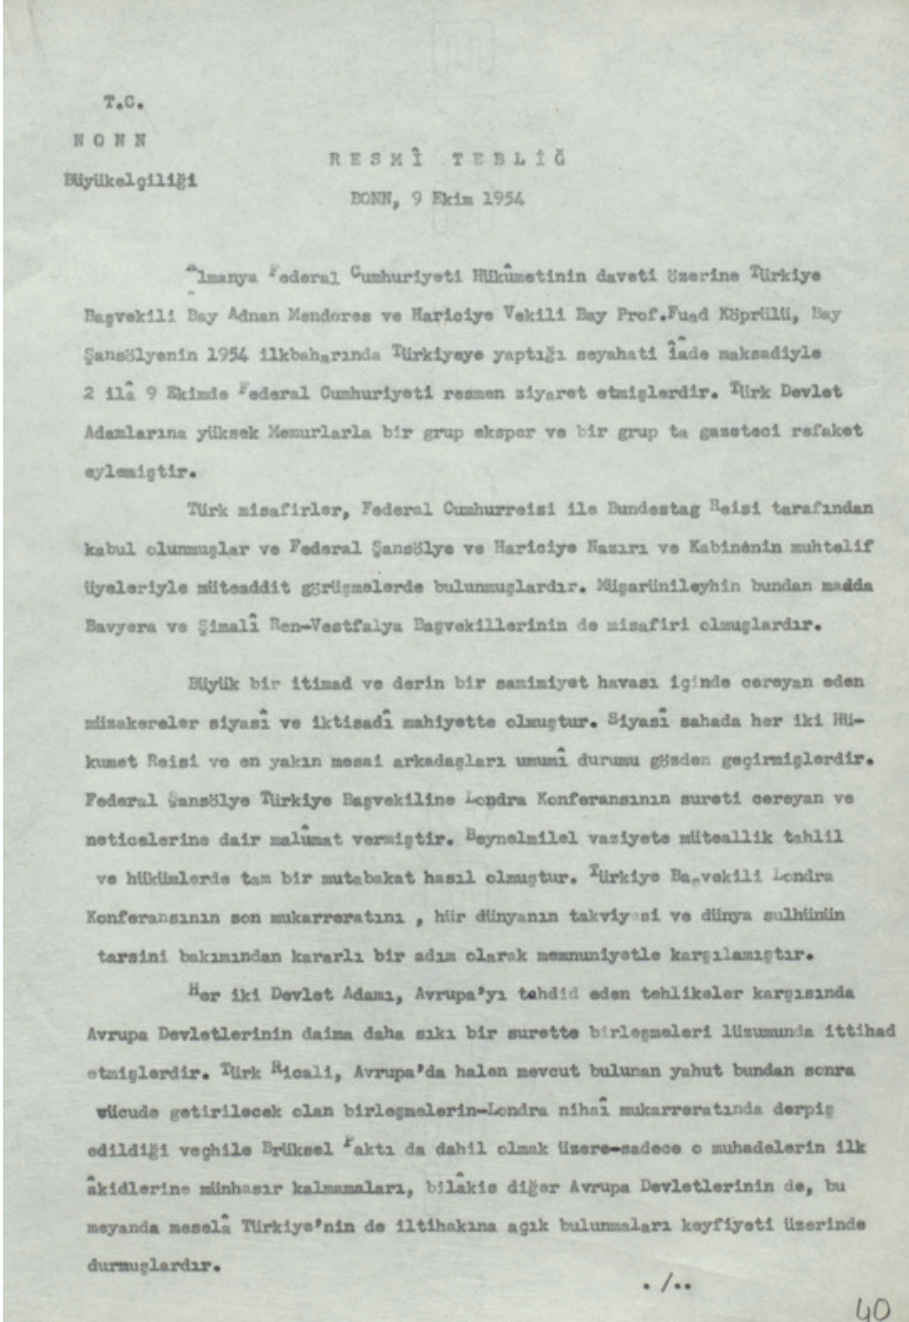 T.C.
N O N N
Büyükelçiliği
R E S M Î   T E B L İ Ğ
BONN, 9 Ekim 1954
Almanya Federal Cumhuriyeti Hükûmetinin daveti üzerine Türkiye
Başvekili Bay Adnan Menderes ve Hariciye Vekili Bay Prof.Fuad Köprülü, Bay
Şansölyenin 1954 ilkbaharında Türkiyeye yaptığı seyahati îâde maksadiyle
2 ilâ 9 Ekimde Federal Cumhuriyeti resmen ziyaret etmişlerdir. Türk Devlet
Adamlarına yüksek Memurlarla bir grup eksper ve bir grup ta gazeteci refaket
eylemiştir.
Türk misafirler, Federal Cumhurreisi ile Bundestag Reisi tarafından
kabul olunmuşlar ve Federal Şansölye ve Hariciye Nazırı ve Kabinenin muhtelif
üyeleriyle müteaddit görüşmelerde bulunmuşlardır. Müşarünileyhin bundan madda
Bavyera ve Şimalî Ren-Vestfalya Başvekillerinin de misafiri olmuşlardır.
Büyük bir itimad ve derin bir samimiyet havası içinde cereyan eden
müzakereler siyasî ve iktisadî mahiyette olmuştur. Siyasî sahada her iki Hü-
kumet Reisi ve en yakın mesai arkadaşları umumî durumu gözden geçirmişlerdir.
Federal Şansölye Türkiye Başvekiline Londra Konferansının sureti cereyan ve
neticelerine dair malûmat vermiştir. Beynelmilel vaziyete müteallik tahlil
ve hükümlerde tam bir mutabakat hasıl olmuştur. Türkiye Başvekili Londra
Konferansının son mukarreratını , hür dünyanın takviyesi ve dünya sulhünün
tarsini bakımından kararlı bir adım olarak memnuniyetle karşılamıştır.
Her iki Devlet Adamı, Avrupa'yı tehdid eden tehlikeler karşısında
Avrupa Devletlerinin daima daha sıkı bir surette birleşmeleri lüzumunda ittihad
etmişlerdir. Türk Ricali, Avrupa'da halen mevcut bulunan yahut bundan sonra
vücude getirilecek olan birleşmelerin-Londra nihaî mukarreratında derpiş
edildiği veçhile Brüksel Paktı da dahil olmak üzere-sadece o muhadelerin ilk
âkidlerine münhasır kalmamaları, bilâkis diğer Avrupa Devletlerinin de, bu
meyanda meselâ Türkiye'nin de iltihakına açık bulunmaları keyfiyeti üzerinde
durmuşlardır.
. /..
40